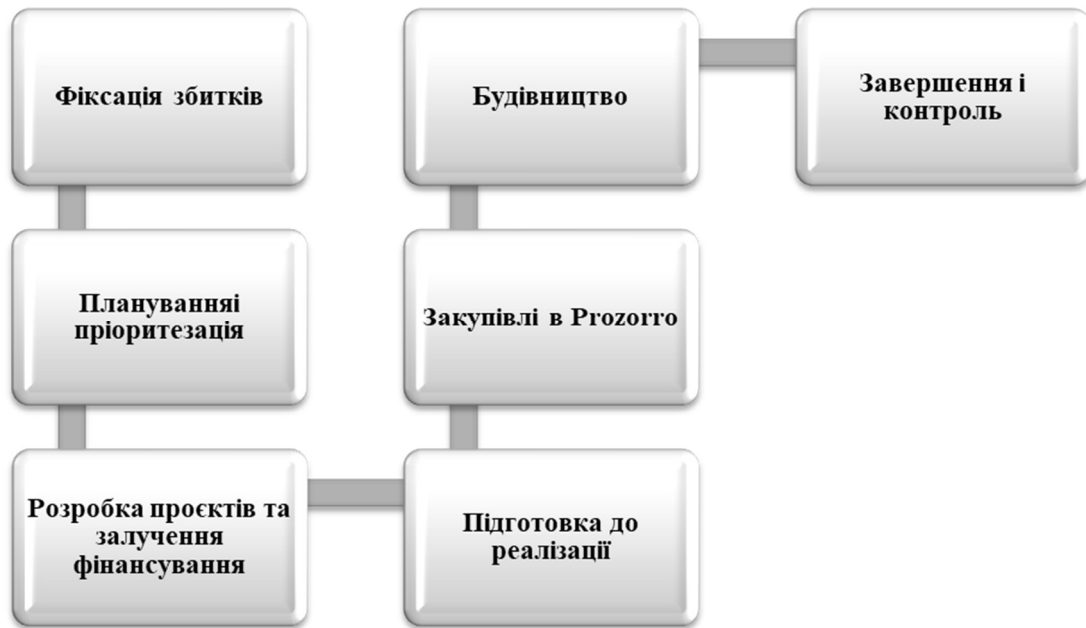 Фіксація збитків
Плануванняі
пріоритезація
Розробка проєктів та
залучення
фінансування
Підготовка до
реалізації
Закупівлі в Prozorro
Будівництво
Завершення і
контроль